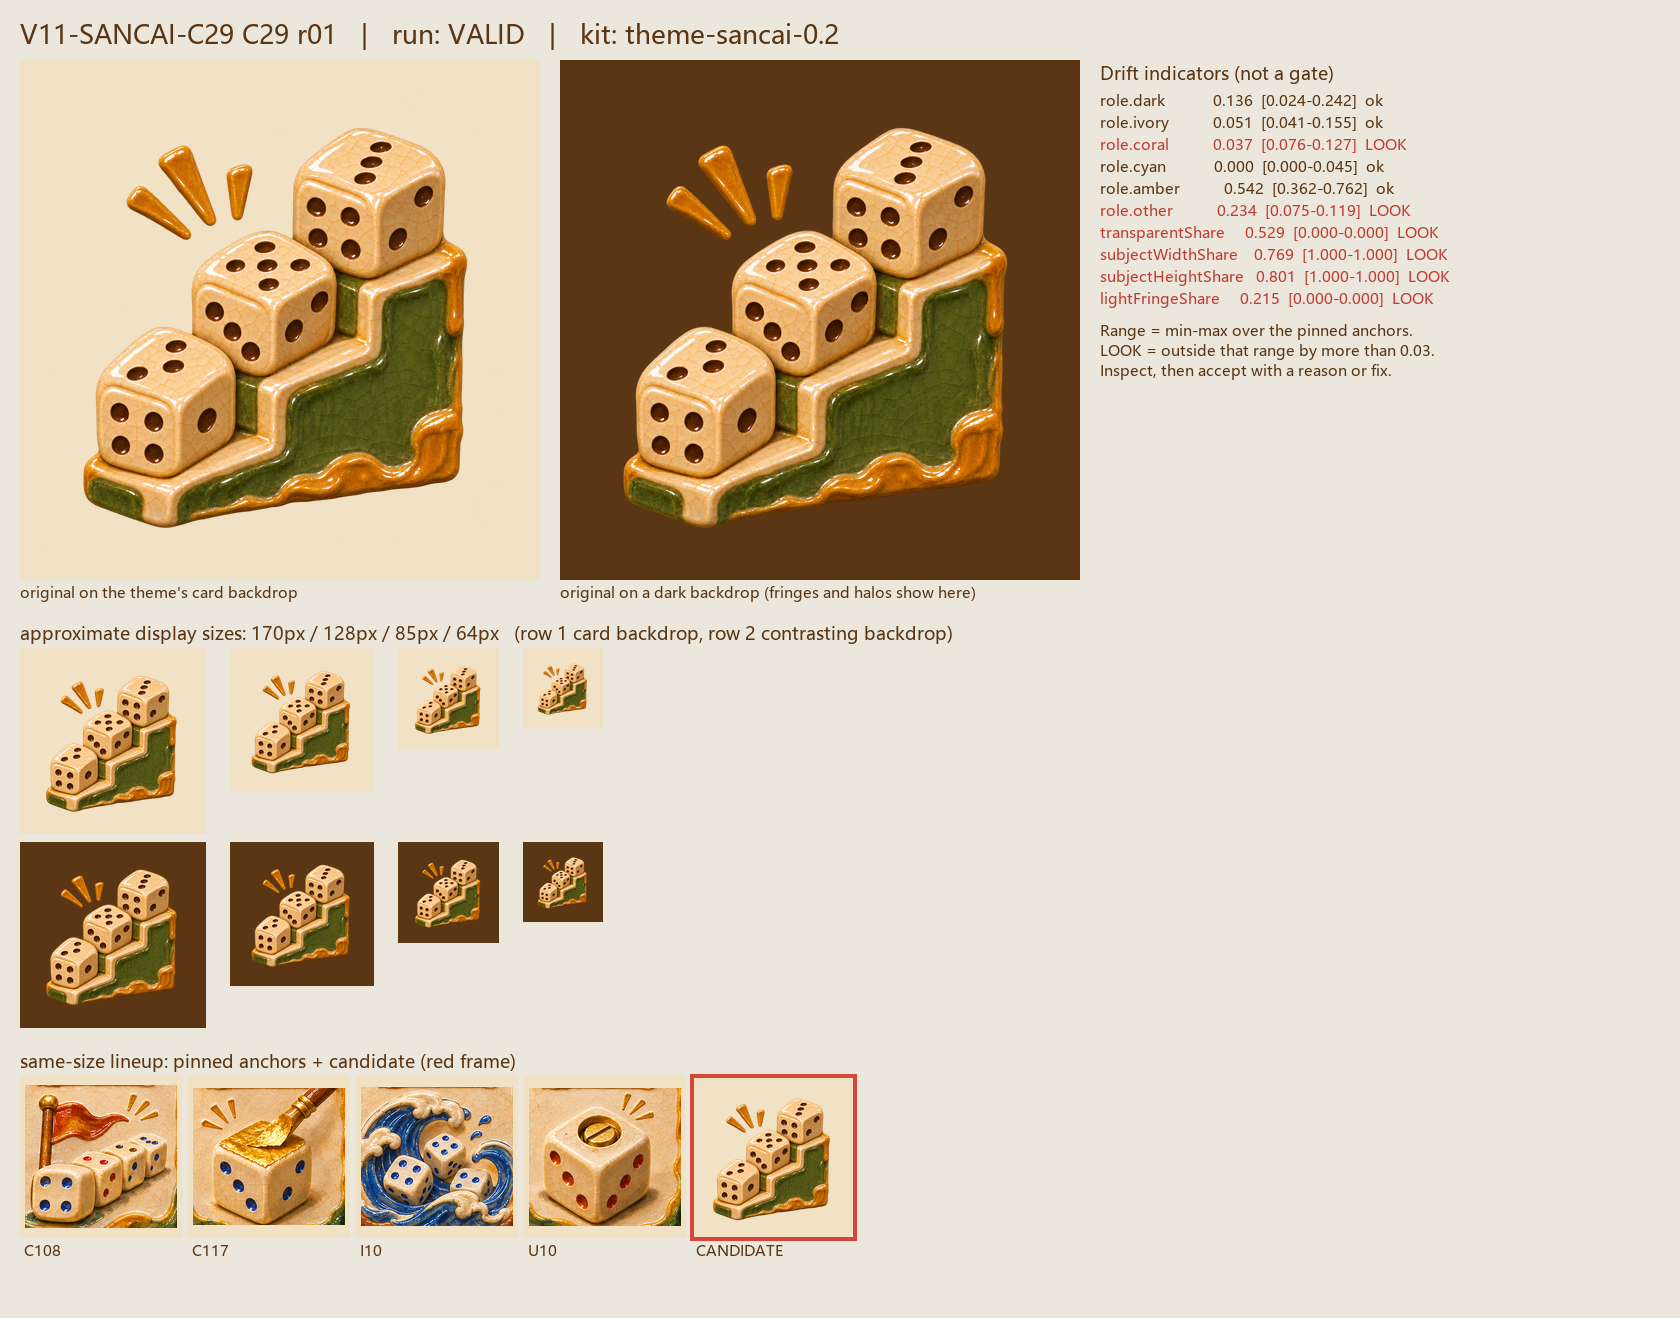 V11-SANCAI-C29 C29 r01 | run: VALID | kit: theme-sancai-0.2
Drift indicators (not a gate)
role.dark 0.136 [0.024-0.242] ok
role.ivory 0.051 [0.041-0.155] ok
role.coral 0.037 [0.076-0.127] LOOK
role.cyan 0.000 [0.000-0.045] ok
role.amber 0.542 [0.362-0.762] ok
role.other 0.234 [0.075-0.119] LOOK
transparentShare 0.529 [0.000-0.000] LOOK
subjectWidthShare 0.769 [1.000-1.000] LOOK
subjectHeightShare 0.801 [1.000-1.000] LOOK
lightFringeShare 0.215 [0.000-0.000] LOOK
Range = min-max over the pinned anchors.
LOOK = outside that range by more than 0.03.
Inspect, then accept with a reason or fix.
original on the theme's card backdrop
original on a dark backdrop (fringes and halos show here)
approximate display sizes: 170px / 128px / 85px / 64px (row 1 card backdrop, row 2 contrasting backdrop)
same-size lineup: pinned anchors + candidate (red frame)
C108
C117
I10
U10
CANDIDATE